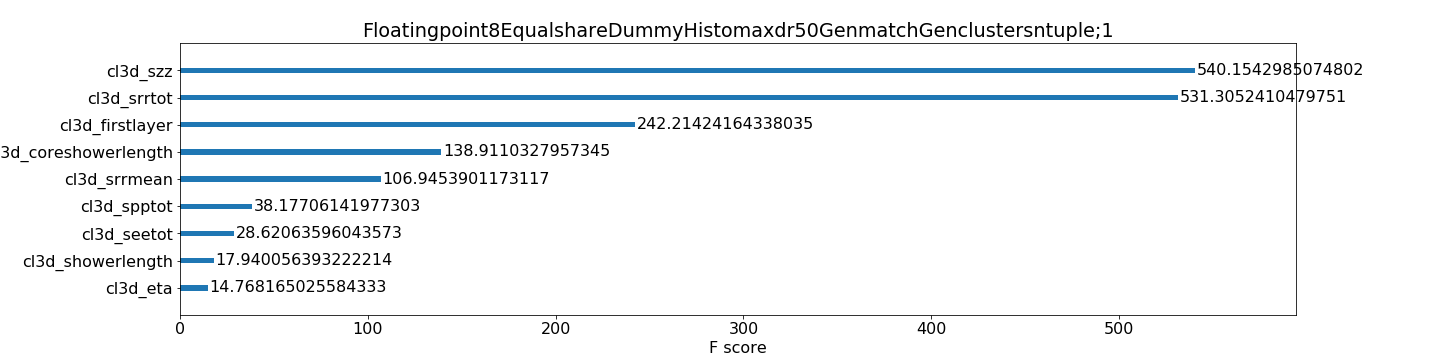 Floatingpoint8EqualshareDummyHistomaxdr50GenmatchGenclustersntuple;1
cl3d_szz 540.1542985074802
cl3d_srrtot 531.3052410479751
cl3d_firstlayer 242.21424164338035
3d_coreshowerlength 138.9110327957345
cl3d_srrmean 106.9453901173117
cl3d_spptot 38.17706141977303
cl3d_seetot 28.62063596043573
cl3d_showerlength 17.940056393222214
cl3d_eta 14.768165025584333
0 100 200 300 400 500
F score